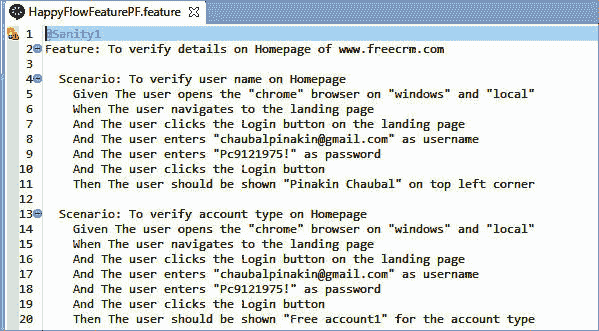 HappyFlowFeaturePF.feature
1 @Sanity1
2 Feature: To verify details on Homepage of www.freecrm.com
3
4 Scenario: To verify user name on Homepage
5 Given The user opens the "chrome" browser on "windows" and "local"
6 When The user navigates to the landing page
7 And The user clicks the Login button on the landing page
8 And The user enters "chaubalpinakin@gmail.com" as username
9 And The user enters "Pc9121975!" as password
10 And The user clicks the Login button
11 Then The user should be shown "Pinakin Chaubal" on top left corner
12
13 Scenario: To verify account type on Homepage
14 Given The user opens the "chrome" browser on "windows" and "local"
15 When The user navigates to the landing page
16 And The user clicks the Login button on the landing page
17 And The user enters "chaubalpinakin@gmail.com" as username
18 And The user enters "Pc9121975!" as password
19 And The user clicks the Login button
20 Then The user should be shown "Free account1" for the account type